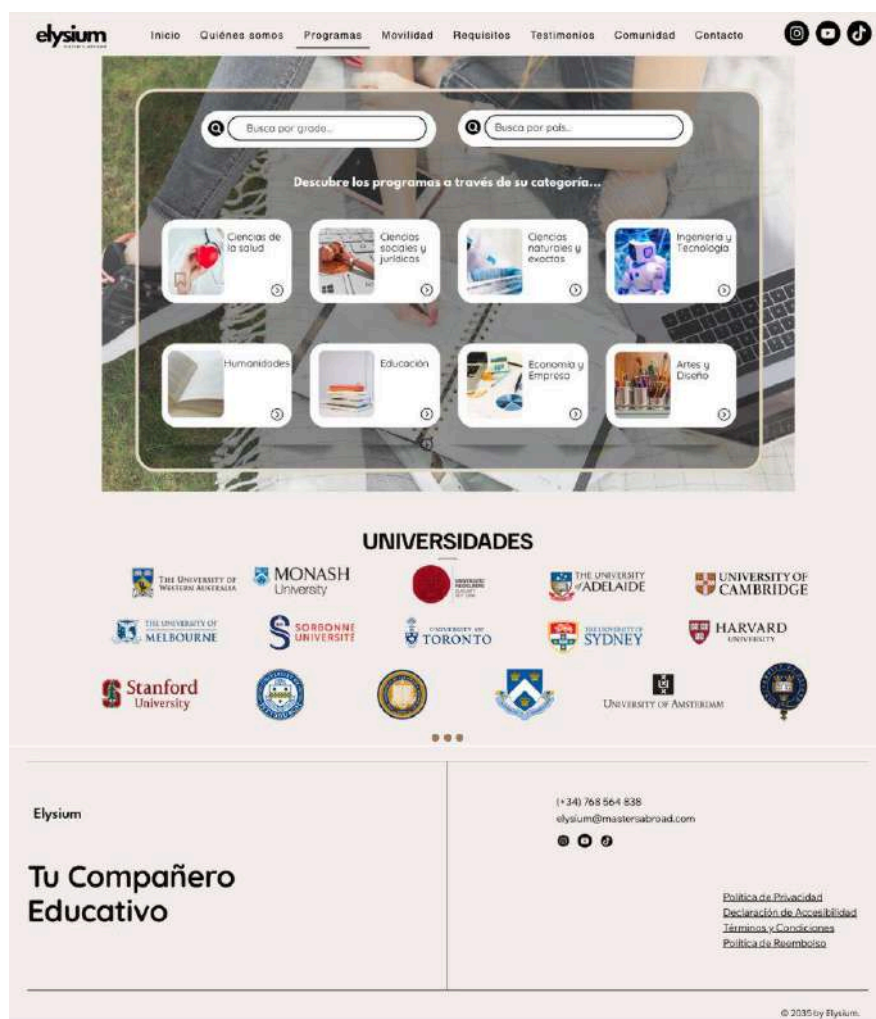 elysium
Inicio Quiénes somos Programas Movilidad Requisitos Testimonios Comunidad Contacto
Busca por grado...
Busca por país...
Descubre los programas a través de su categoría...
Ciencias de
la salud
Ciencias
sociales y
jurídicas
Ciencias
naturales y
exactas
Ingeniería y
Tecnología
Humanidades
Educación
Economía y
Empresa
Artes y
Diseño
UNIVERSIDADES
THE UNIVERSITY OF
WESTERN AUSTRALIA
MONASH
University
UNIVERSITÄT
HEIDELBERG
THE UNIVERSITY
of ADELAIDE
UNIVERSITY OF
CAMBRIDGE
THE UNIVERSITY OF
MELBOURNE
SORBONNE
UNIVERSITÉ
UNIVERSITY OF
TORONTO
THE UNIVERSITY OF
SYDNEY
HARVARD
UNIVERSITY
Stanford
University
UNIVERSITY OF AMSTERDAM
(+34) 768 564 838
Elysium
elysium@mastersabroad.com
Tu Compañero
Educativo
Política de Privacidad
Declaración de Accesibilidad
Términos y Condiciones
Política de Reembolso
© 2035 by Elysium.